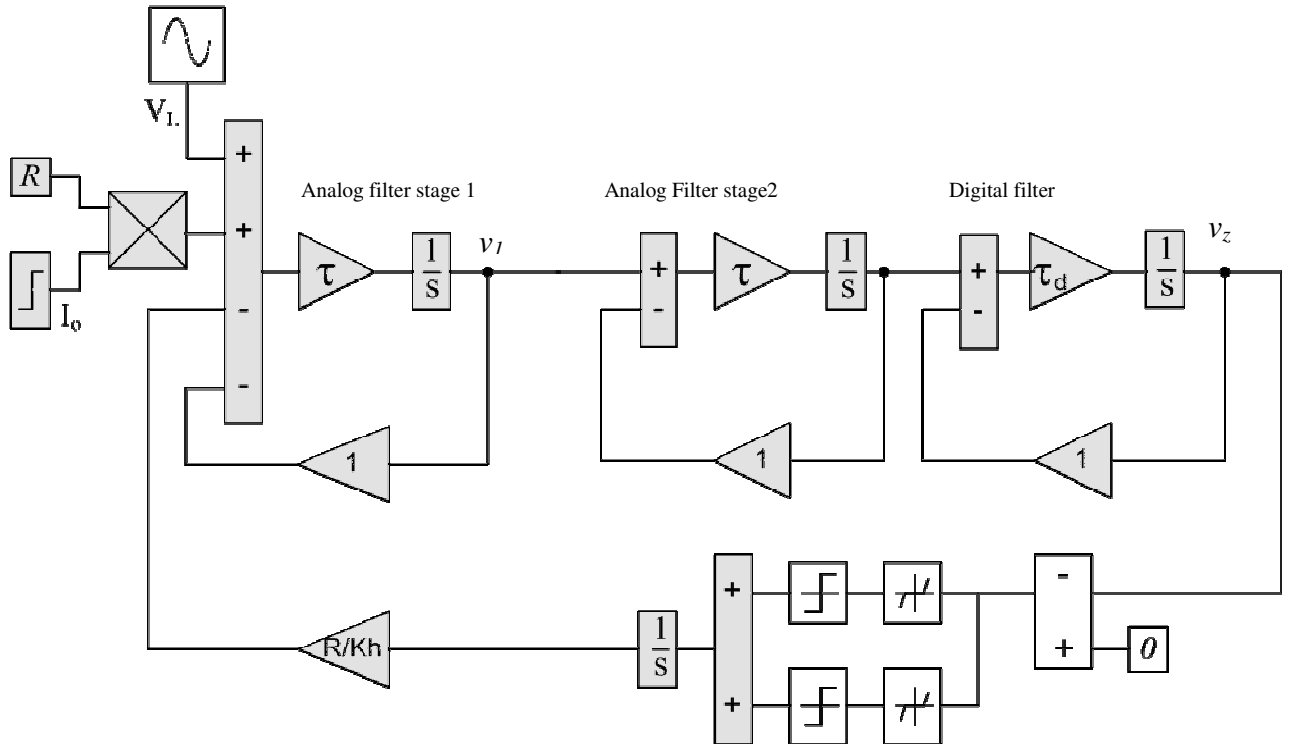 V_L
R
Analog filter stage 1
Analog Filter stage2
Digital filter
+
+
-
-
τ
1/s
v_1
+
-
τ
1/s
+
-
τ_d
1/s
v_z
I_o
1
1
1
R/Kh
1/s
+
+
-
+
0